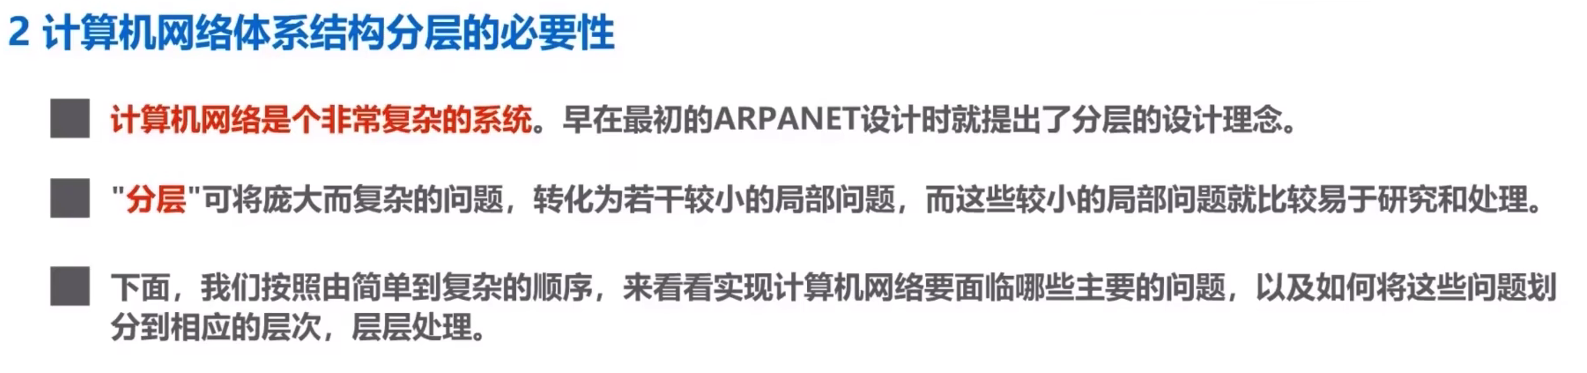 2 计算机网络体系结构分层的必要性
计算机网络是个非常复杂的系统。早在最初的ARPANET设计时就提出了分层的设计理念。
"分层"可将庞大而复杂的问题，转化为若干较小的局部问题，而这些较小的局部问题就比较易于研究和处理。
下面，我们按照由简单到复杂的顺序，来看看实现计算机网络要面临哪些主要的问题，以及如何将这些问题划
分到相应的层次，层层处理。